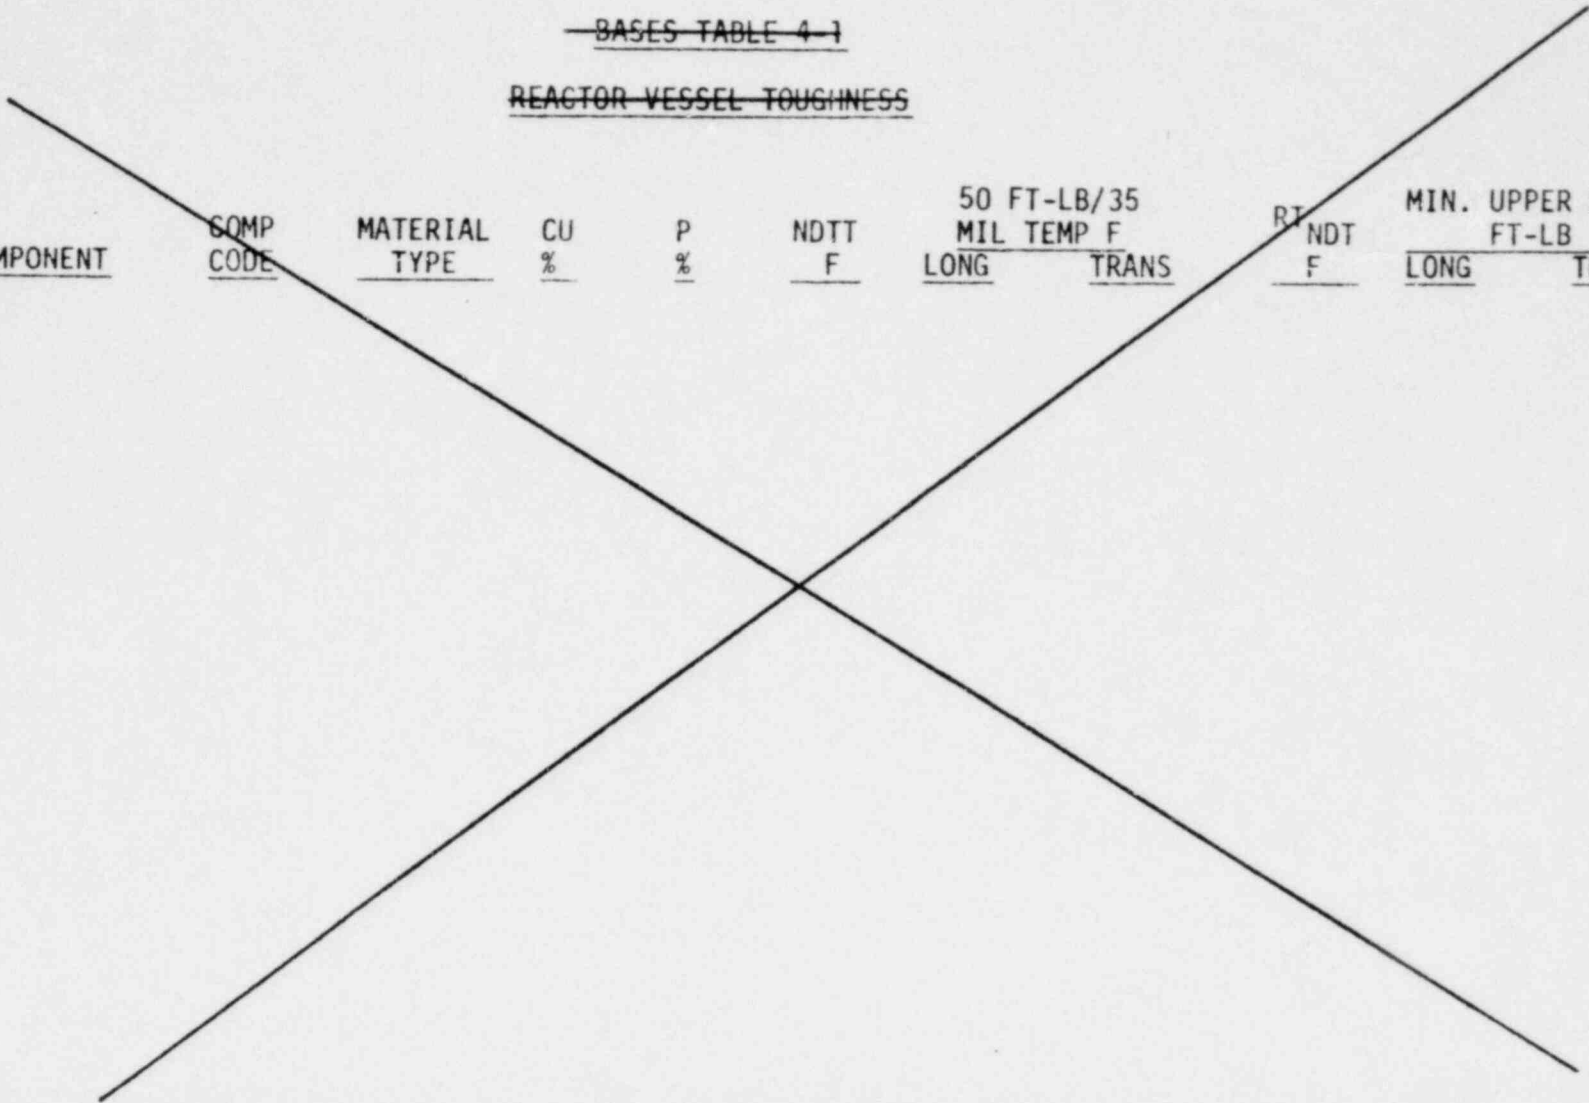 BASES TABLE 4-1
REACTOR VESSEL TOUGHNESS
50 FT-LB/35 MIN. UPPER
COMP MATERIAL CU P NDTT MIL TEMP F RT NDT FT-LB
MPONENT CODE TYPE % % F LONG TRANS F LONG